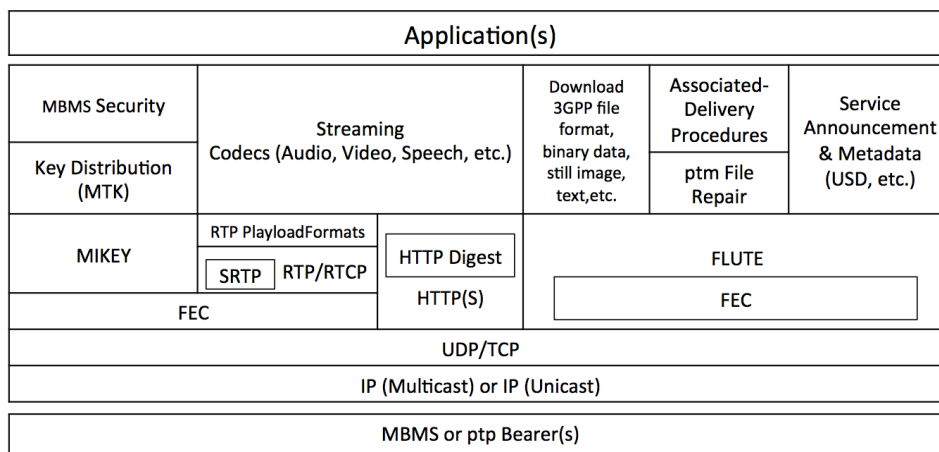 Application(s)
MBMS Security
Key Distribution
(MTK)
Streaming
Codecs (Audio, Video, Speech, etc.)
Download
3GPP file
format,
binary data,
still image,
text,etc.
Associated-
Delivery
Procedures
ptm File
Repair
Service
Announcement
& Metadata
(USD, etc.)
MIKEY
RTP PlayloadFormats
SRTP RTP/RTCP
FEC
HTTP Digest
HTTP(S)
FLUTE
FEC
UDP/TCP
IP (Multicast) or IP (Unicast)
MBMS or ptp Bearer(s)